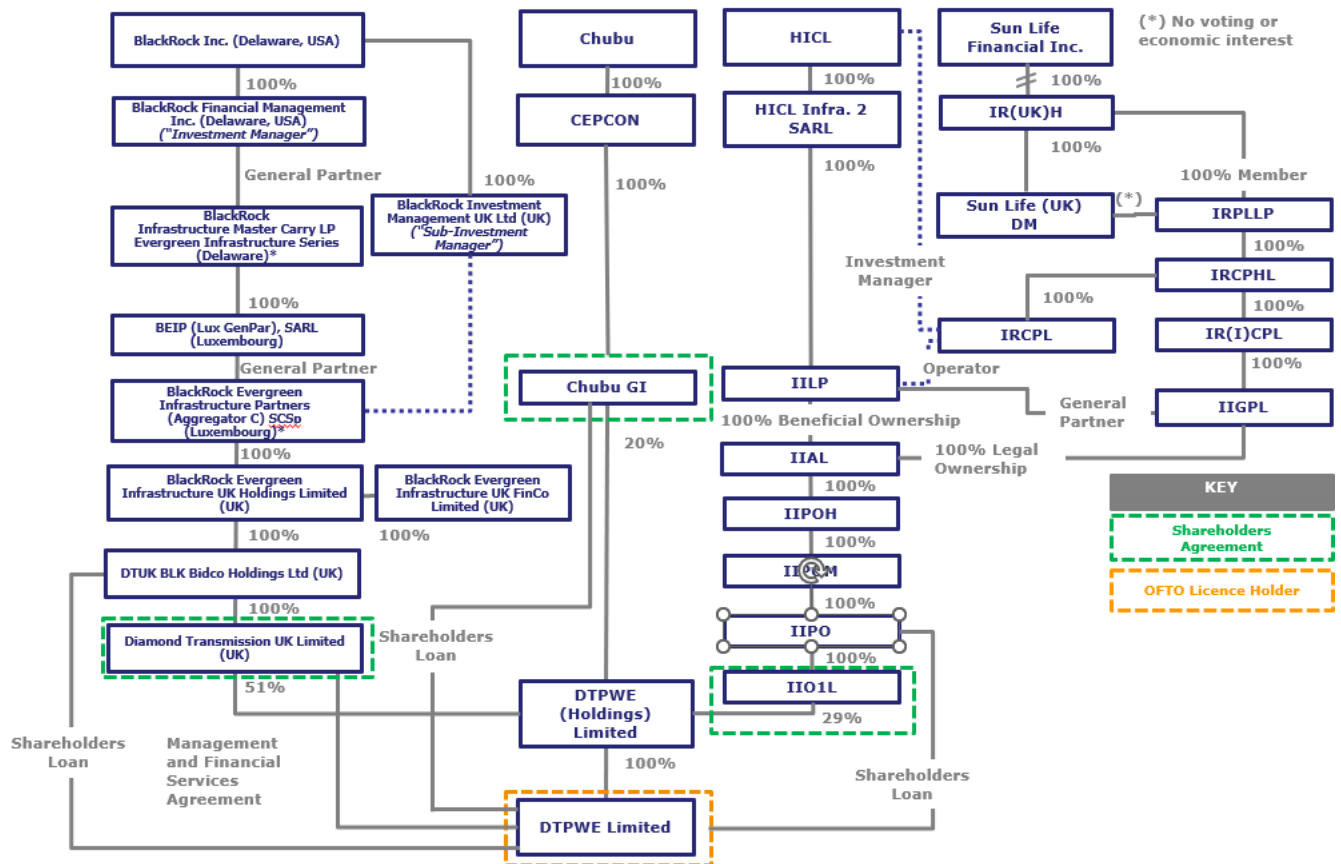 BlackRock Inc. (Delaware, USA)
Chubu
HICL
Sun Life
Financial Inc.
(*) No voting or
economic interest
100%
100%
100%
100%
BlackRock Financial Management
Inc. (Delaware, USA)
("Investment Manager")
CEPCON
HICL Infra. 2
SARL
IR(UK)H
General Partner
100%
100%
100%
100% Member
BlackRock
Infrastructure Master Carry LP
Evergreen Infrastructure Series
(Delaware)*
BlackRock Investment
Management UK Ltd (UK)
("Sub-Investment
Manager")
Sun Life (UK)
DM
(*)
IRPLLP
100%
Investment
Manager
IRCPHL
100%
100%
100%
BEIP (Lux GenPar), SARL
(Luxembourg)
IRCPL
IR(I)CPL
General Partner
Operator
100%
BlackRock Evergreen
Infrastructure Partners
(Aggregator C) SCSp
(Luxembourg)*
Chubu GI
IILP
General
Partner
IIGPL
100% Beneficial Ownership
100%
20%
IIAL
100% Legal
Ownership
BlackRock Evergreen
Infrastructure UK Holdings Limited
(UK)
BlackRock Evergreen
Infrastructure UK FinCo
Limited (UK)
100%
KEY
IIPOH
100%
100%
100%
Shareholders
Agreement
DTUK BLK Bidco Holdings Ltd (UK)
100%
100%
OFTO Licence Holder
Diamond Transmission UK Limited
(UK)
Shareholders
Loan
IIPO
100%
51%
IIO1L
DTPWE
(Holdings)
Limited
29%
Shareholders
Loan
Management
and Financial
Services
Agreement
100%
Shareholders
Loan
DTPWE Limited